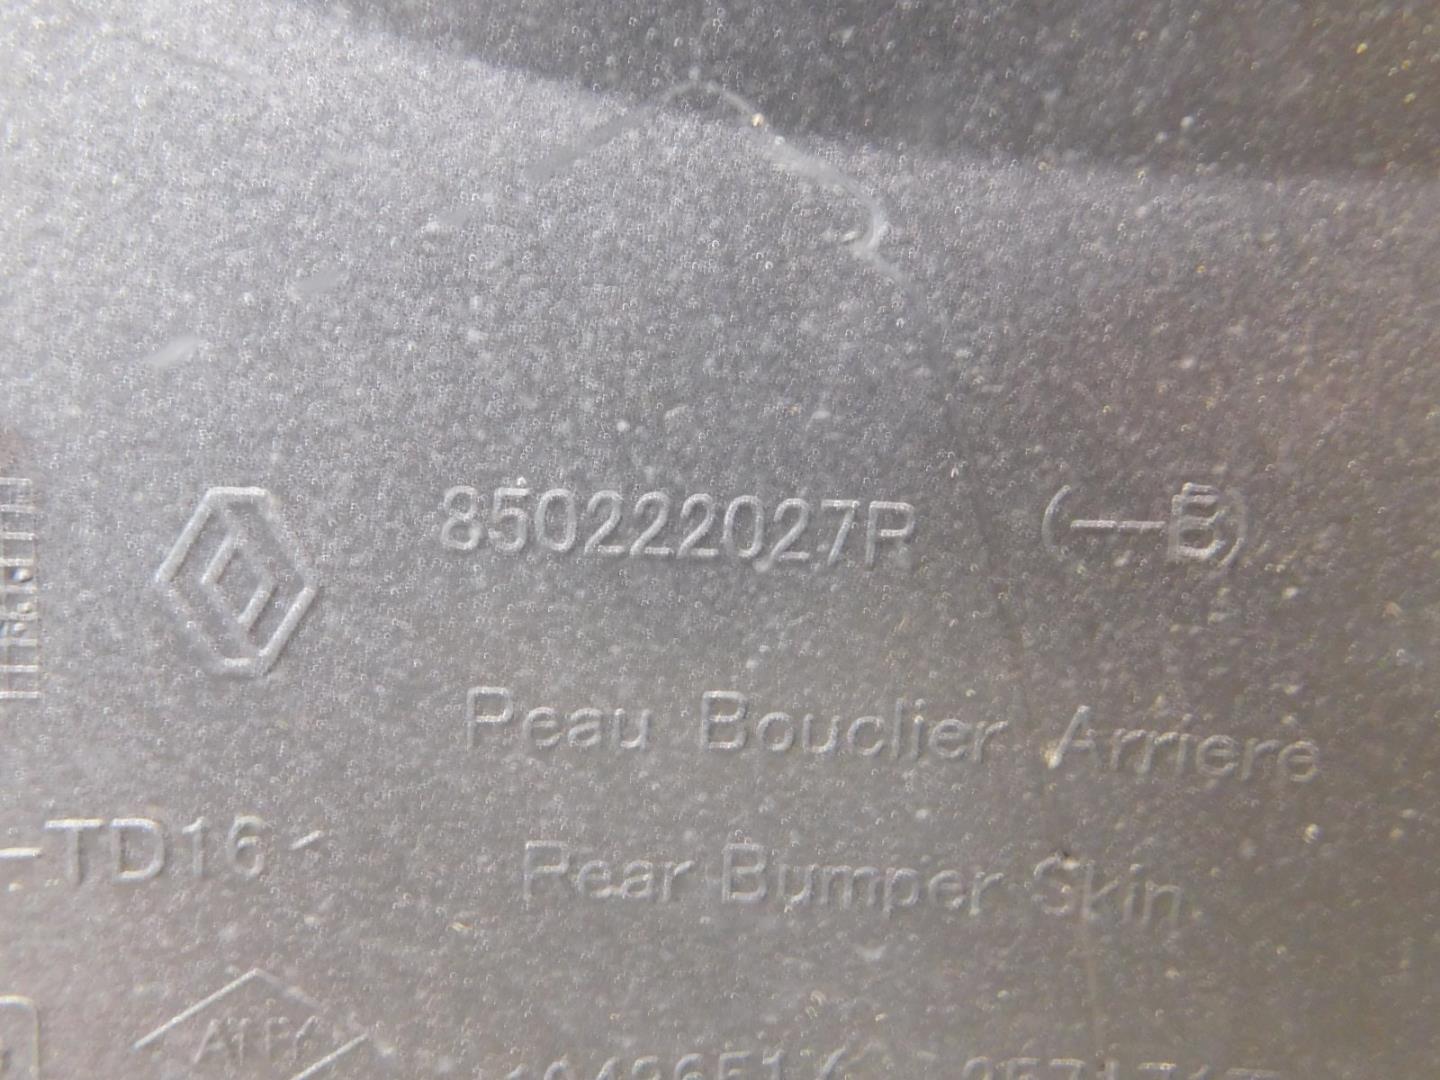 850222027R (--B)
Peau Bouclier Arriere
-TD16<
Rear Bumper Skin